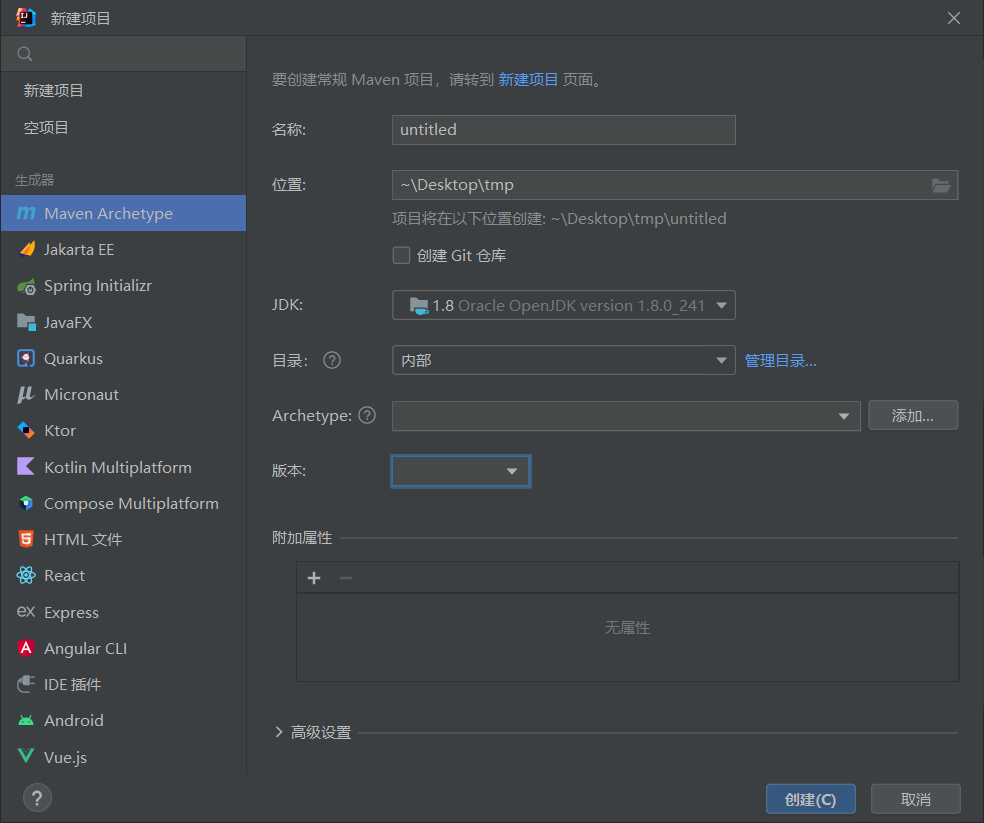 新建项目
新建项目
空项目
生成器
Maven Archetype
Jakarta EE
Spring Initializr
JavaFX
Quarkus
Micronaut
Ktor
Kotlin Multiplatform
Compose Multiplatform
HTML 文件
React
Express
Angular CLI
IDE 插件
Android
Vue.js
要创建常规 Maven 项目，请转到 新建项目 页面。
名称:
untitled
位置:
~\Desktop\tmp
项目将在以下位置创建: ~\Desktop\tmp\untitled
创建 Git 仓库
JDK:
1.8 Oracle OpenJDK version 1.8.0_241
目录:
内部
管理目录...
Archetype:
添加...
版本:
附加属性
无属性
高级设置
创建(C)
取消